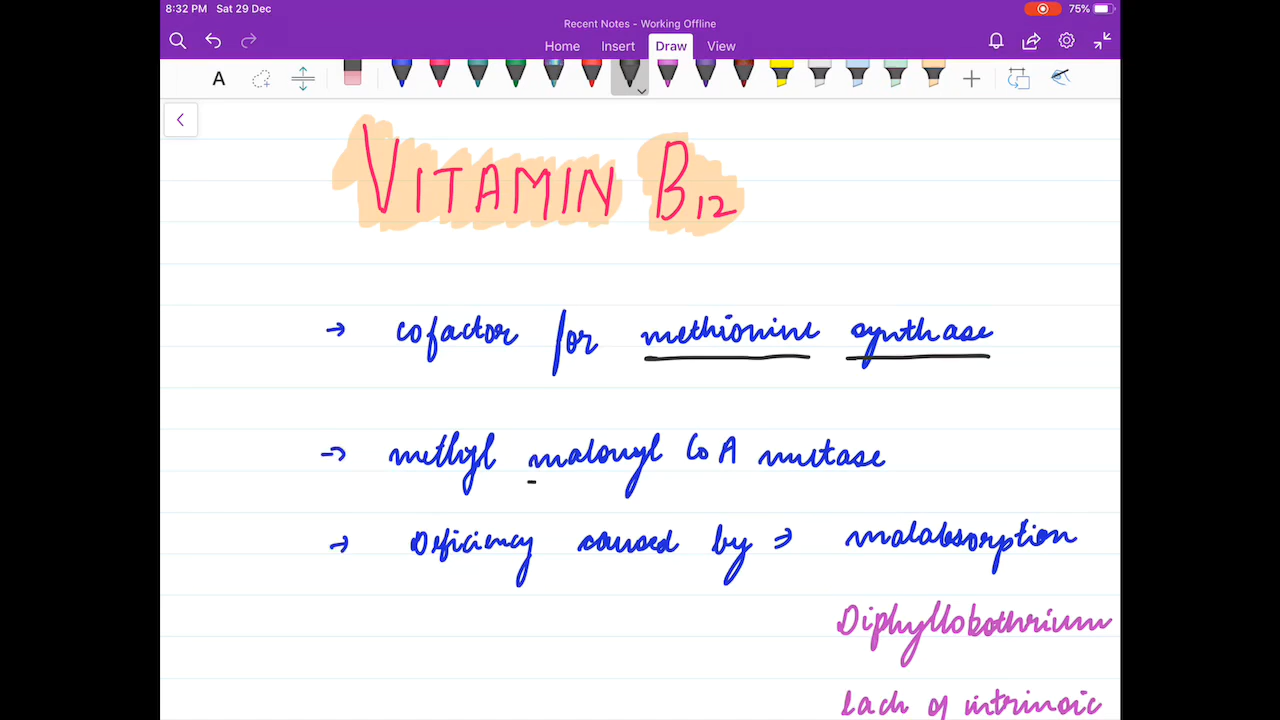 8:32 PM Sat 29 Dec 75%
Recent Notes - Working Offline
Home Insert Draw View
A
VITAMIN B12
→ cofactor for methionine synthase
→ methyl malonyl CoA mutase
→ Deficiency caused by → malabsorption
Diphyllobothrium
lack of intrinsic